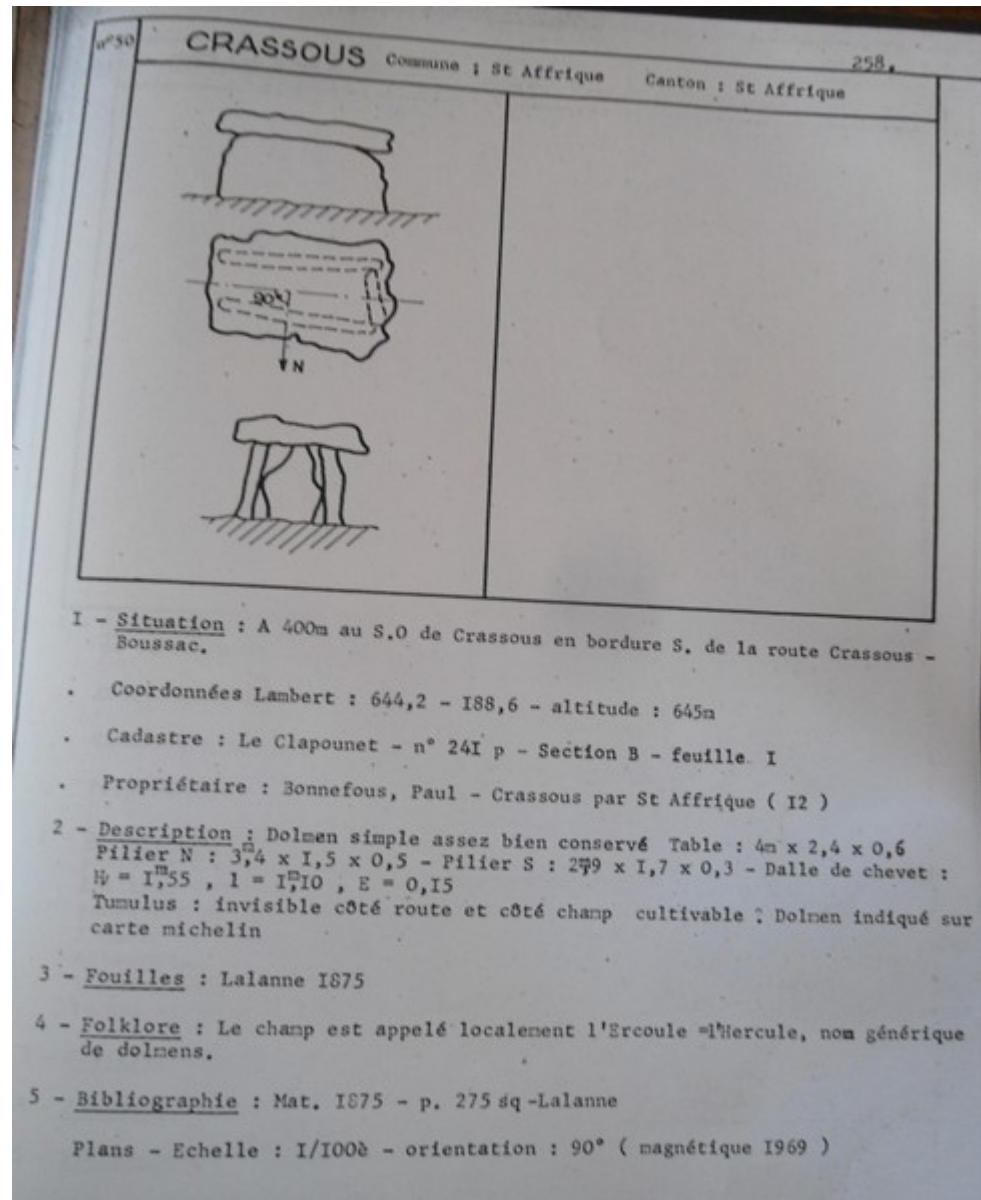 n°50
CRASSOUS Commune : St Affrique Canton : St Affrique
258.
90°
N
I - Situation : A 400m au S.O de Crassous en bordure S. de la route Crassous -
Boussac.
. Coordonnées Lambert : 644,2 - I88,6 - altitude : 645m
. Cadastre : Le Clapounet - n° 24I p - Section B - feuille I
. Propriétaire : Bonnefous, Paul - Crassous par St Affrique ( I2 )
2 - Description : Dolmen simple assez bien conservé Table : 4m x 2,4 x 0,6
Pilier N : 3,m4 x I,5 x 0,5 - Pilier S : 2,m9 x I,7 x 0,3 - Dalle de chevet :
H = I,m55 , l = I,mI0 , E = 0,I5
Tumulus : invisible côté route et côté champ cultivable : Dolmen indiqué sur
carte michelin
3 - Fouilles : Lalanne I875
4 - Folklore : Le champ est appelé localement l'Ercoule =l'Hercule, nom générique
de dolmens.
5 - Bibliographie : Mat. I875 - p. 275 sq -Lalanne
Plans - Echelle : I/I00è - orientation : 90° ( magnétique I969 )